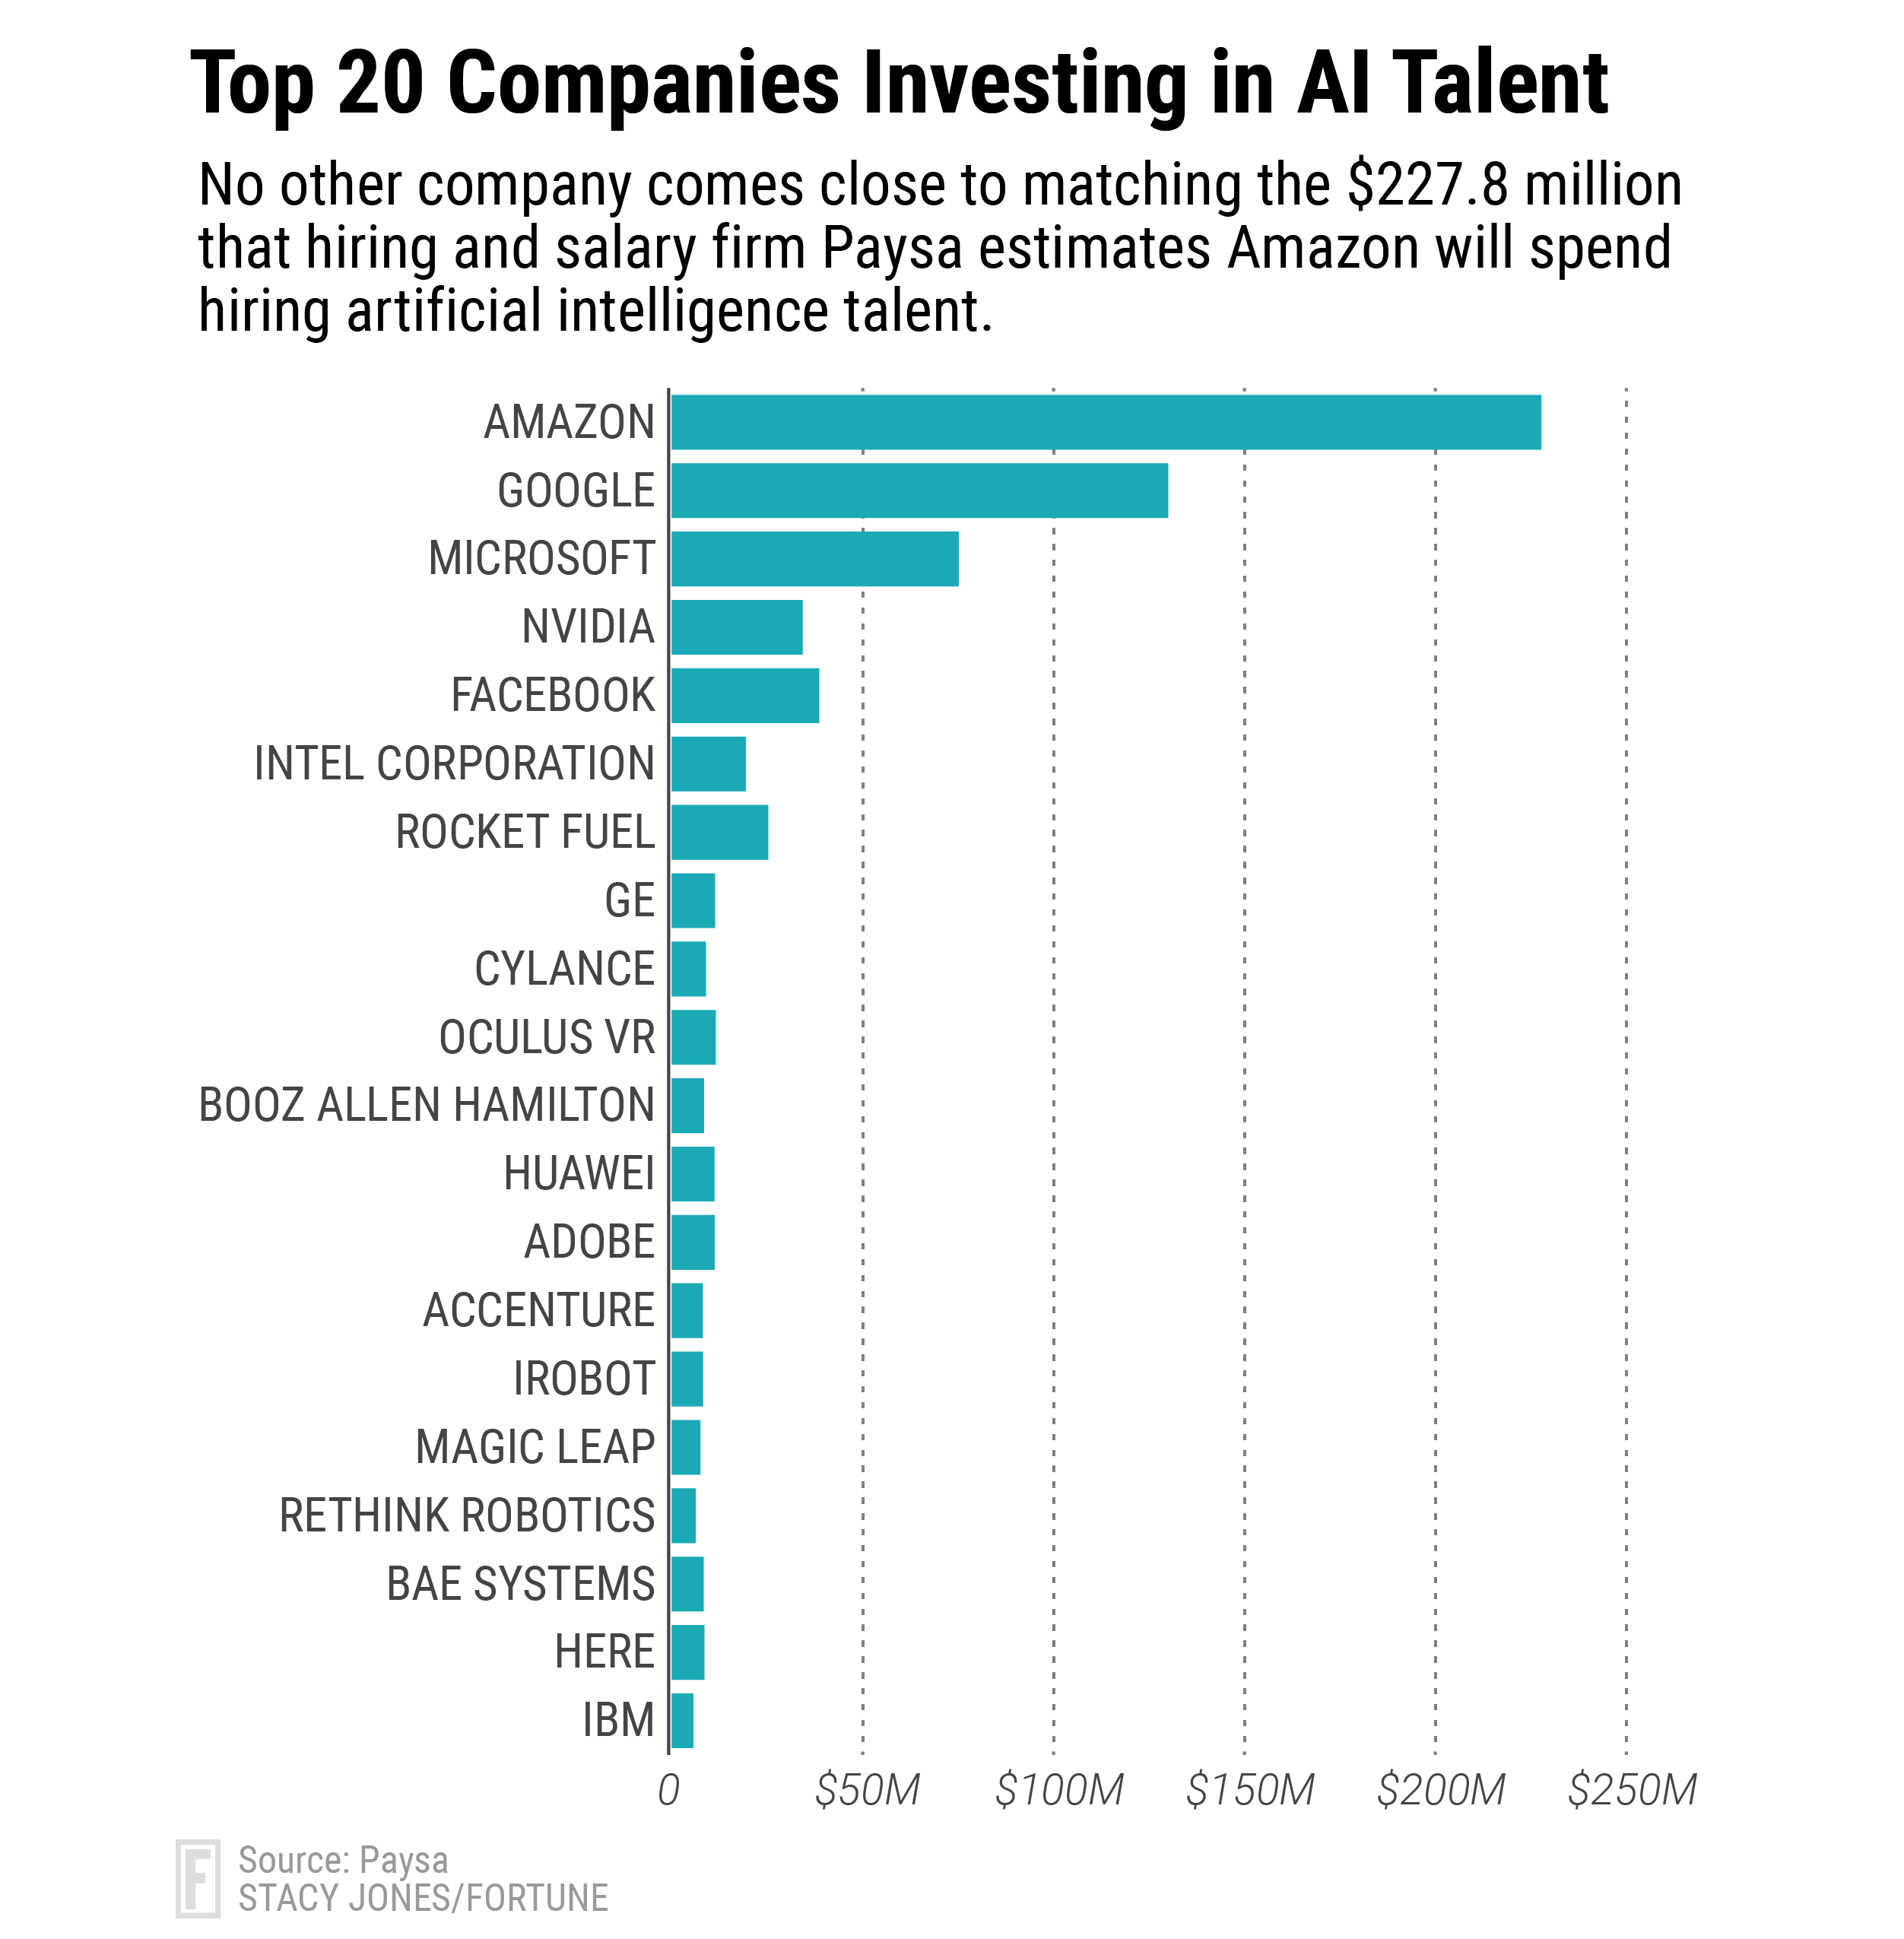 Top 20 Companies Investing in AI Talent
No other company comes close to matching the $227.8 million
that hiring and salary firm Paysa estimates Amazon will spend
hiring artificial intelligence talent.
AMAZON
GOOGLE
MICROSOFT
NVIDIA
FACEBOOK
INTEL CORPORATION
ROCKET FUEL
GE
CYLANCE
OCULUS VR
BOOZ ALLEN HAMILTON
HUAWEI
ADOBE
ACCENTURE
IROBOT
MAGIC LEAP
RETHINK ROBOTICS
BAE SYSTEMS
HERE
IBM
0 $50M $100M $150M $200M $250M
F
Source: Paysa
STACY JONES/FORTUNE